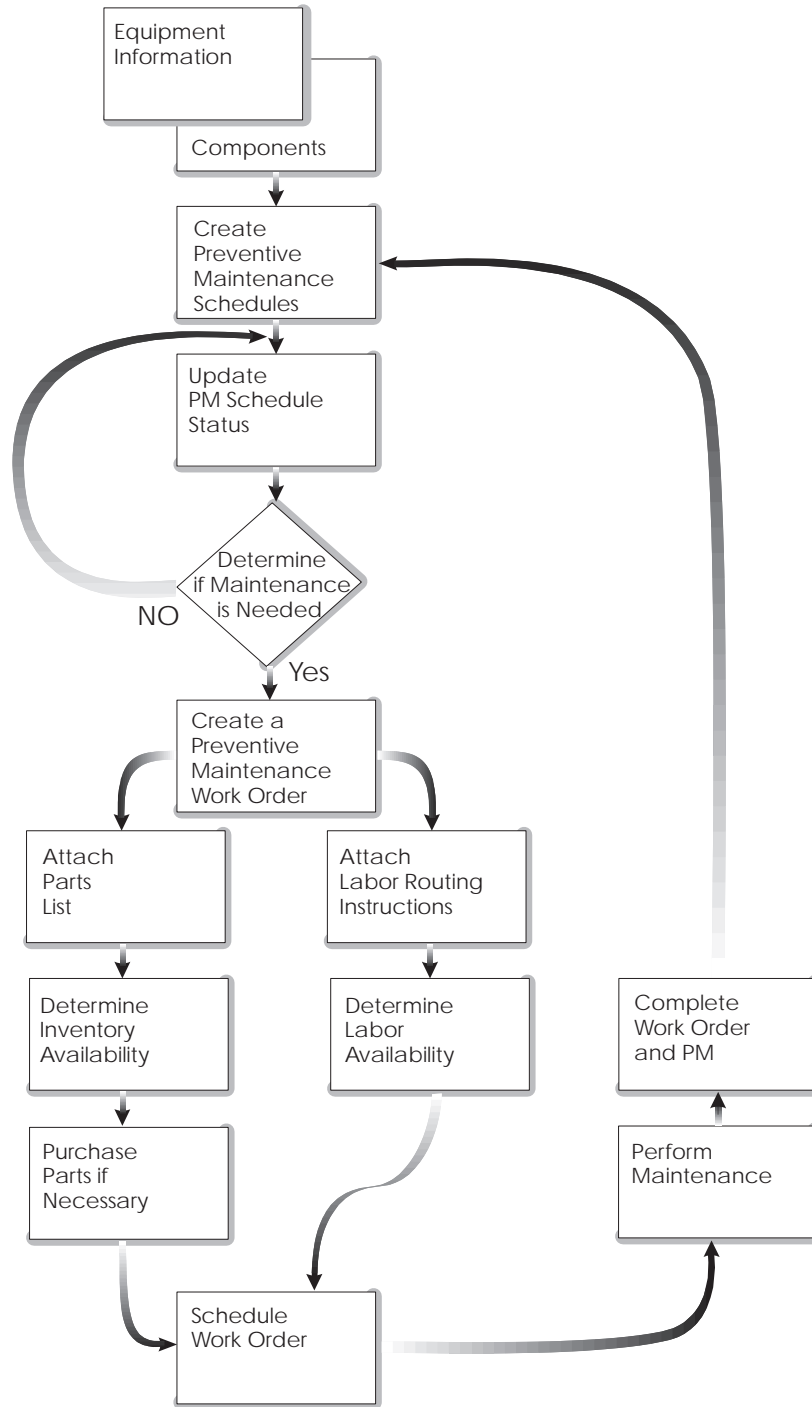 Equipment
Information
Components
Create
Preventive
Maintenance
Schedules
Update
PM Schedule
Status
Determine
if Maintenance
is Needed
NO
Yes
Create a
Preventive
Maintenance
Work Order
Attach
Parts
List
Attach
Labor Routing
Instructions
Determine
Inventory
Availability
Determine
Labor
Availability
Complete
Work Order
and PM
Purchase
Parts if
Necessary
Perform
Maintenance
Schedule
Work Order